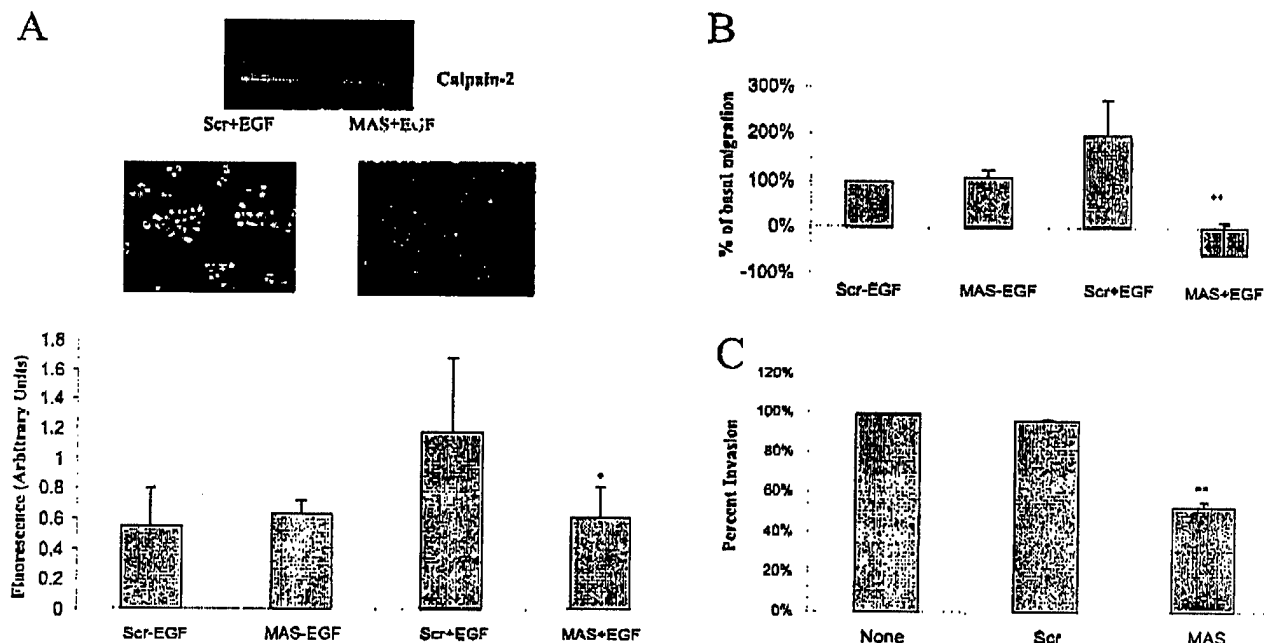 A
Calpain-2
Scr+EGF MAS+EGF
Fluorescence (Arbitrary Units)
1.8
1.6
1.4
1.2
1
0.8
0.6
0.4
0.2
0
*
Scr-EGF MAS-EGF Scr+EGF MAS+EGF
B
% of basal migration
300%
200%
100%
0%
-100%
**
Scr-EGF MAS-EGF Scr+EGF MAS+EGF
C
Percent Invasion
120%
100%
80%
60%
40%
20%
0%
**
None Scr MAS